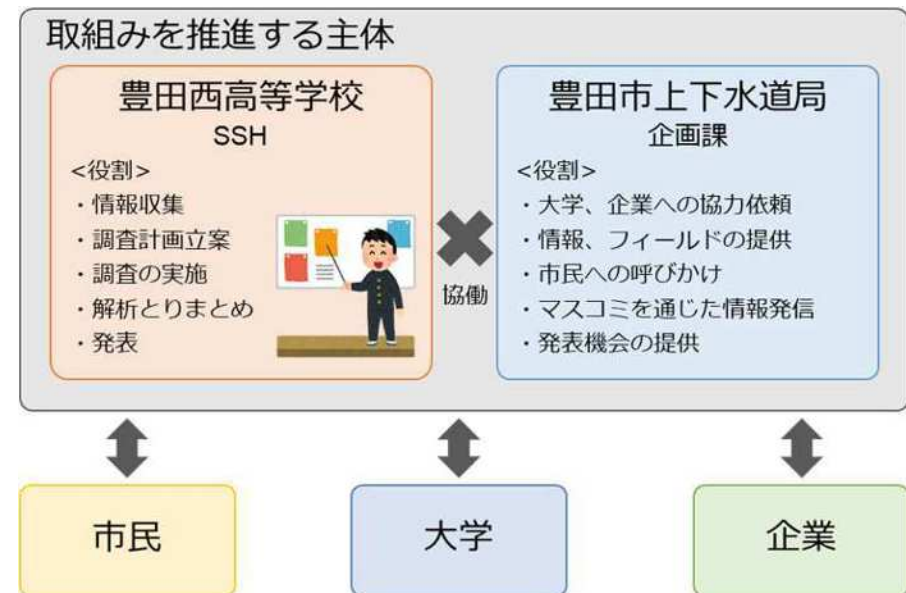 取組みを推進する主体
豊田西高等学校
SSH
<役割>
・情報収集
・調査計画立案
・調査の実施
・解析とりまとめ
・発表
協働
豊田市上下水道局
企画課
<役割>
・大学、企業への協力依頼
・情報、フィールドの提供
・市民への呼びかけ
・マスコミを通じた情報発信
・発表機会の提供
市民
大学
企業